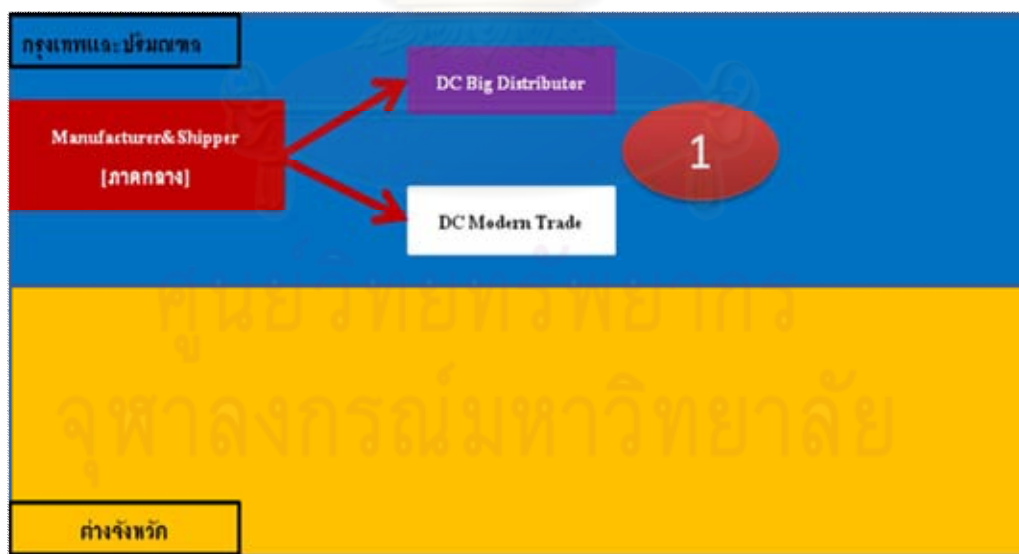 กรุงเทพและปริมณฑล
DC Big Distributer
Manufacturer& Shipper
[ภาคกลาง]
1
DC Modern Trade
ศูนย์วิทยทรัพยากร
จุฬาลงกรณ์มหาวิทยาลัย
ต่างจังหวัด